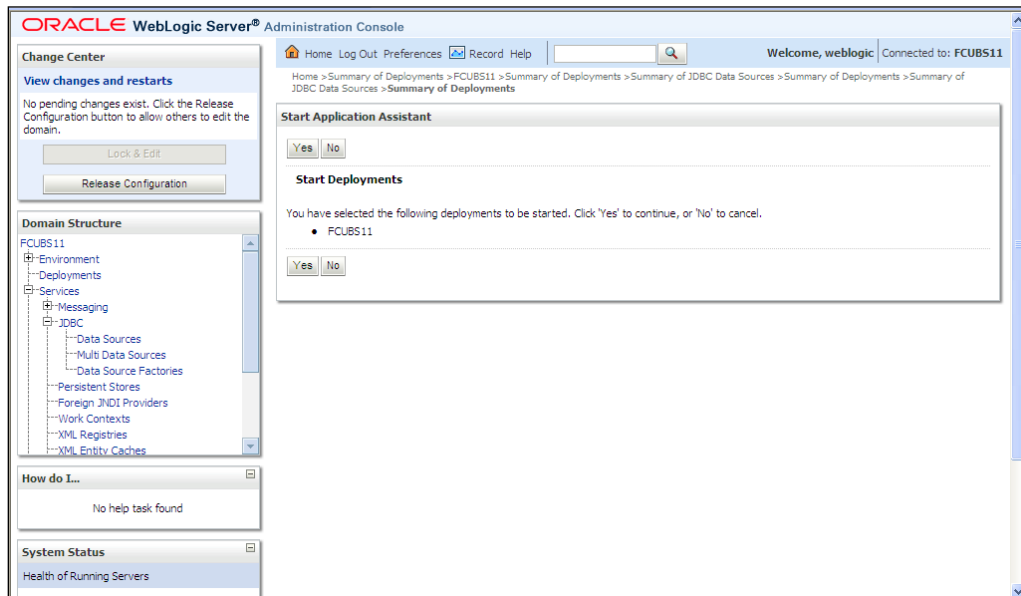 ORACLE WebLogic Server® Administration Console
Change Center
View changes and restarts
No pending changes exist. Click the Release
Configuration button to allow others to edit the
domain.
Lock & Edit
Release Configuration
Domain Structure
FCUBS11
Environment
Deployments
Services
Messaging
JDBC
Data Sources
Multi Data Sources
Data Source Factories
Persistent Stores
Foreign JNDI Providers
Work Contexts
XML Registries
XML Entity Caches
How do I...
No help task found
System Status
Health of Running Servers
Home Log Out Preferences Record Help
Welcome, weblogic Connected to: FCUBS11
Home >Summary of Deployments >FCUBS11 >Summary of Deployments >Summary of JDBC Data Sources >Summary of Deployments >Summary of
JDBC Data Sources >Summary of Deployments
Start Application Assistant
Yes No
Start Deployments
You have selected the following deployments to be started. Click 'Yes' to continue, or 'No' to cancel.
• FCUBS11
Yes No